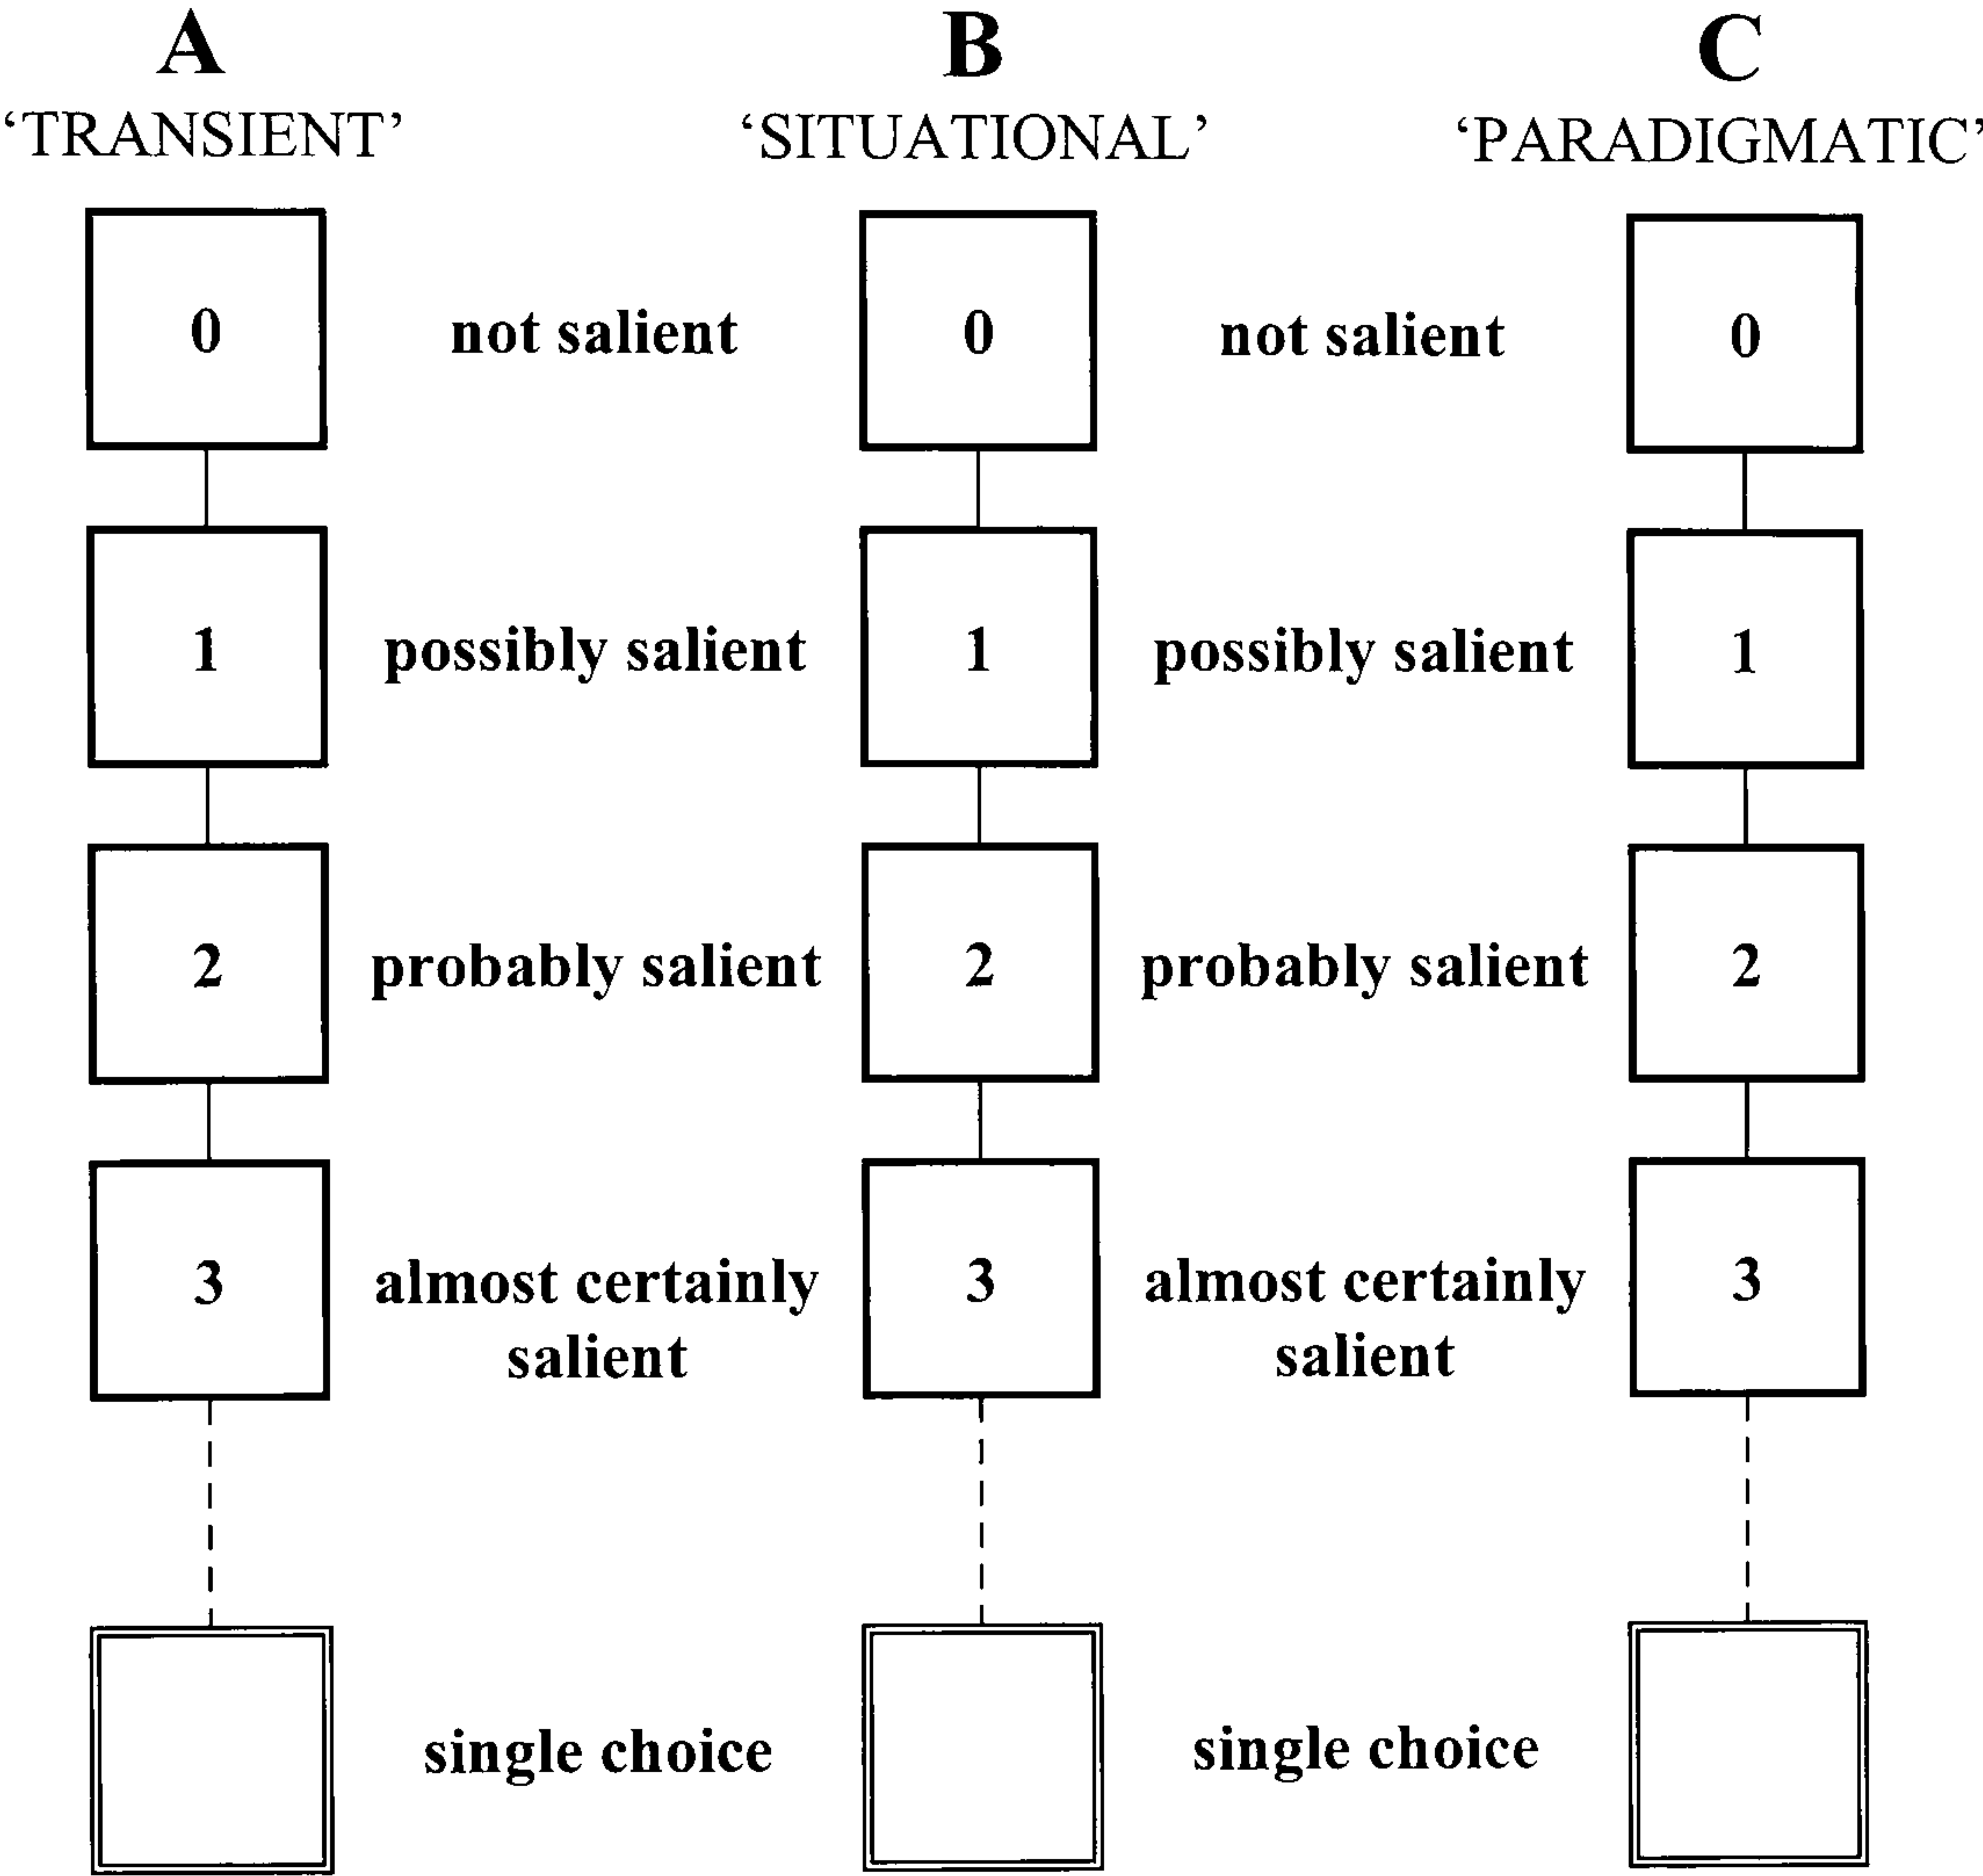 A B C
‘TRANSIENT’ ‘SITUATIONAL’ ‘PARADIGMATIC’
0 not salient 0 not salient 0
1 possibly salient 1 possibly salient 1
2 probably salient 2 probably salient 2
3 almost certainly 3 almost certainly 3
salient salient
single choice single choice